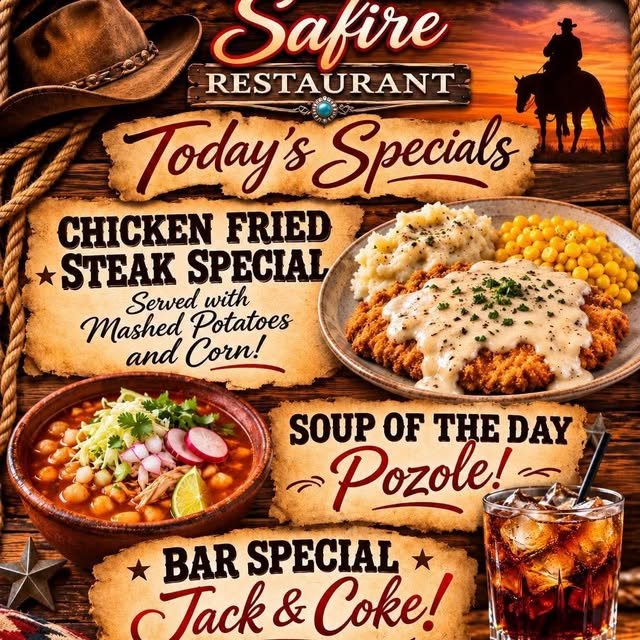 Safire
RESTAURANT
Today's Specials
CHICKEN FRIED
STEAK SPECIAL
Served with
Mashed Potatoes
and Corn!
SOUP OF THE DAY
Pozole!
BAR SPECIAL
Jack & Coke!